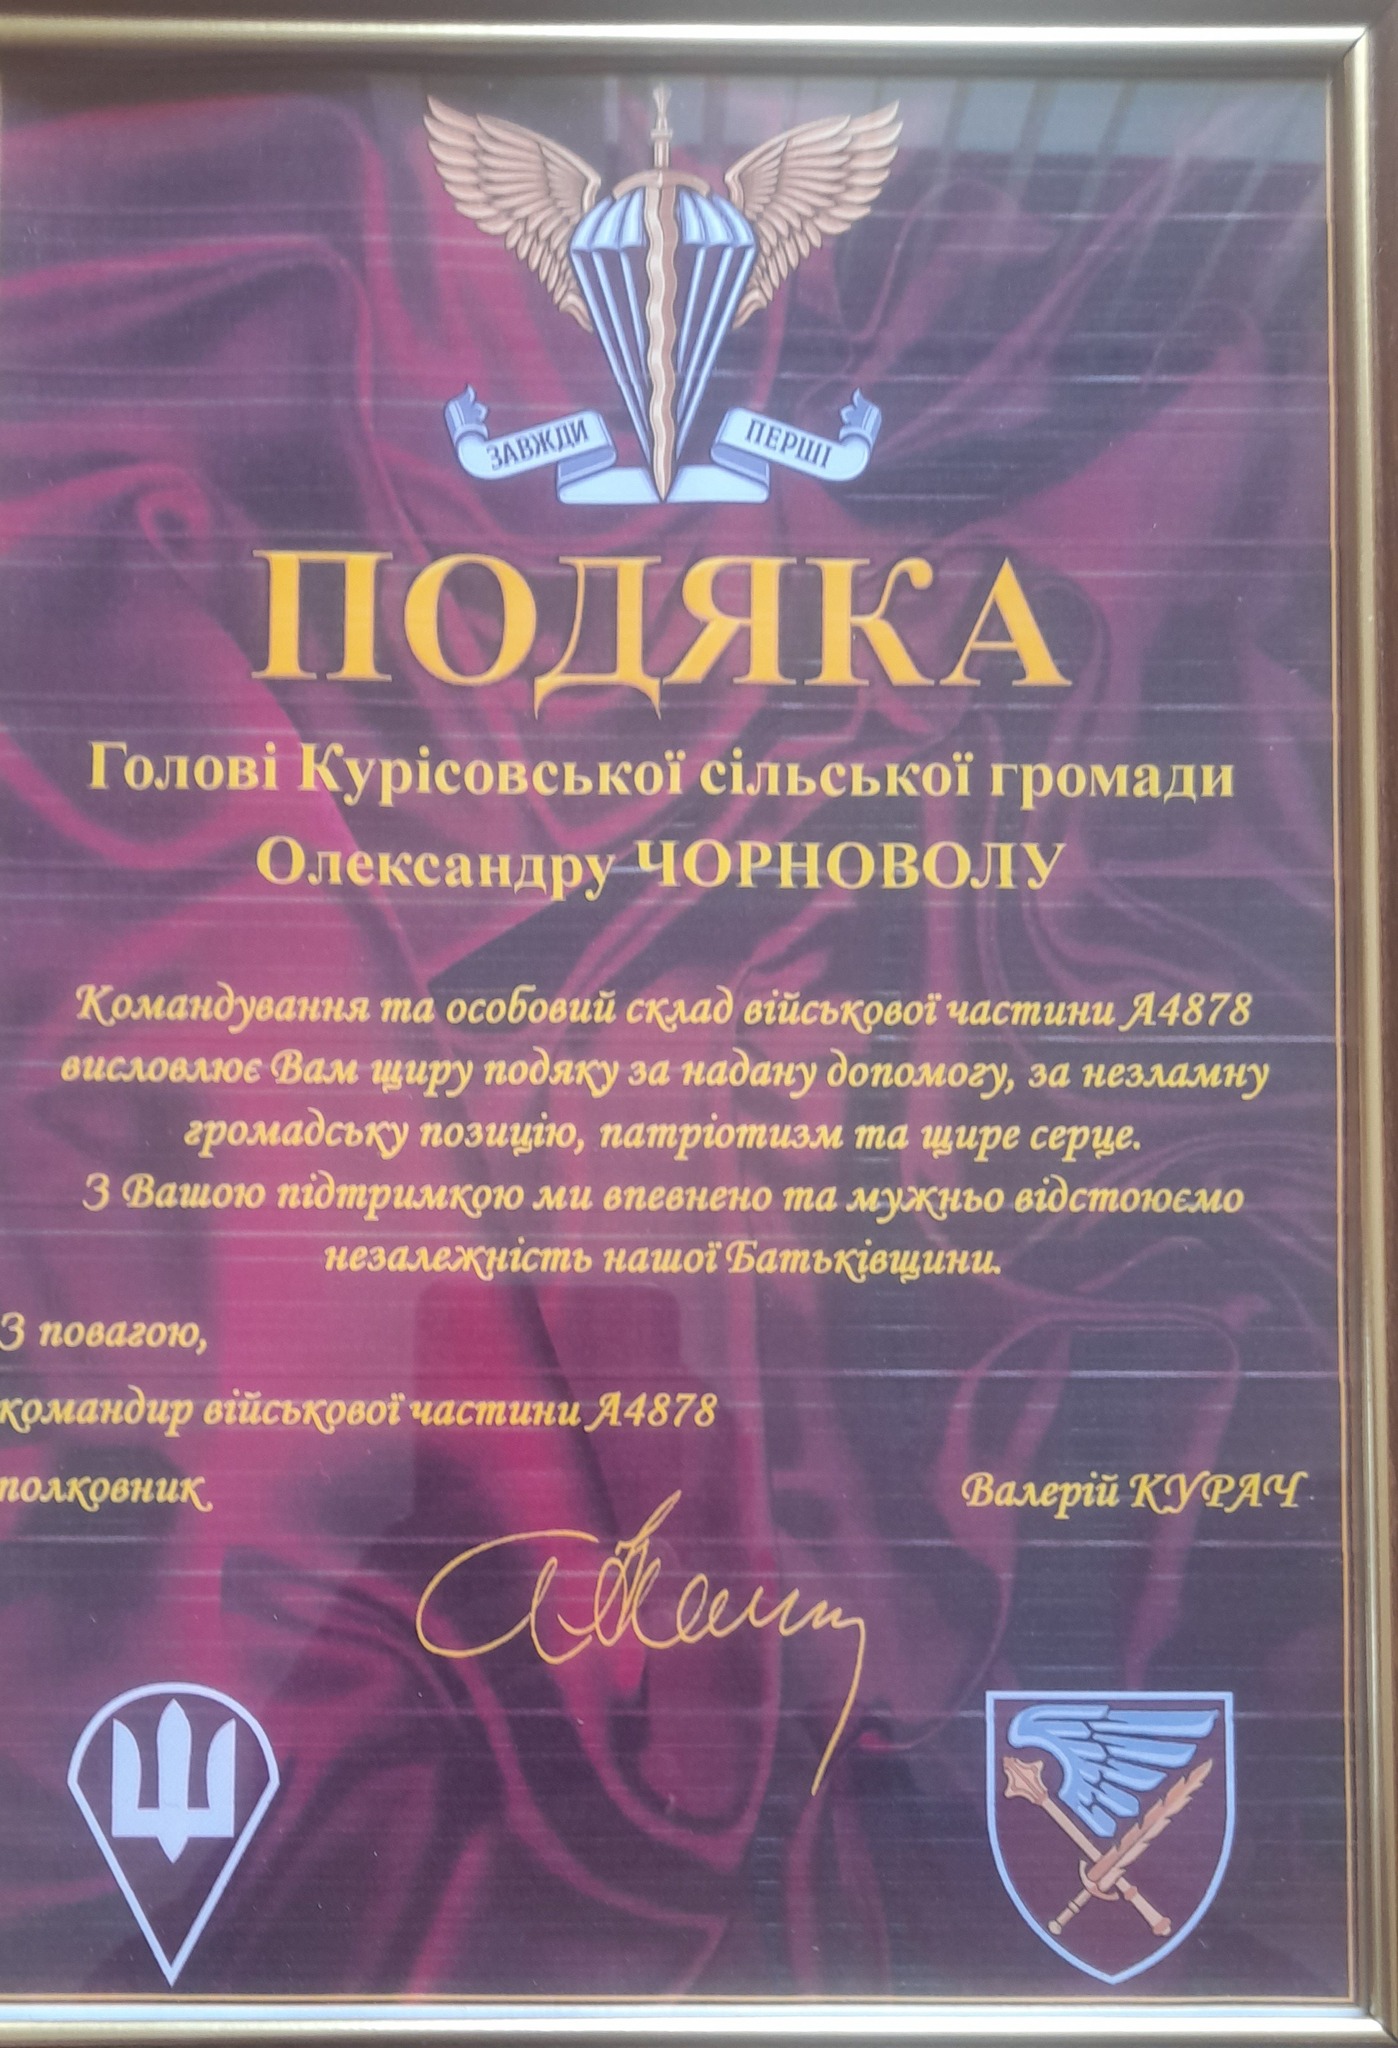 ЗАВЖДИ ПЕРШІ
ПОДЯКА
Голові Курісовської сільської громади
Олександру ЧОРНОВОЛУ
Командування та особовий склад військової частини А4878
висловлює Вам щиру подяку за надану допомогу, за незламну
громадську позицію, патріотизм та щире серце.
З Вашою підтримкою ми впевнено та мужньо відстоюємо
незалежність нашої Батьківщини.
З повагою,
командир військової частини А4878
полковник Валерій КУРАЧ